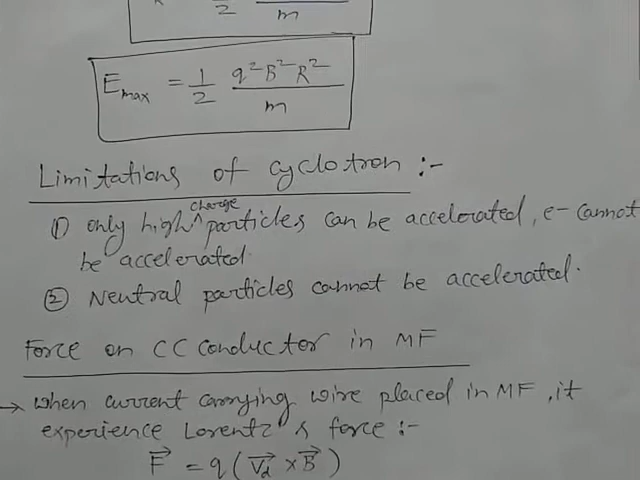 2
m
E max = 1/2 q²B²R²/m
Limitations of cyclotron :-
① only high charge particles can be accelerated, e- cannot
be accelerated
② Neutral particles cannot be accelerated.
Force on CC conductor in MF
→ when current carrying wire placed in MF, it
experience Lorentz's force :-
F⃗ = q (V⃗d × B⃗)